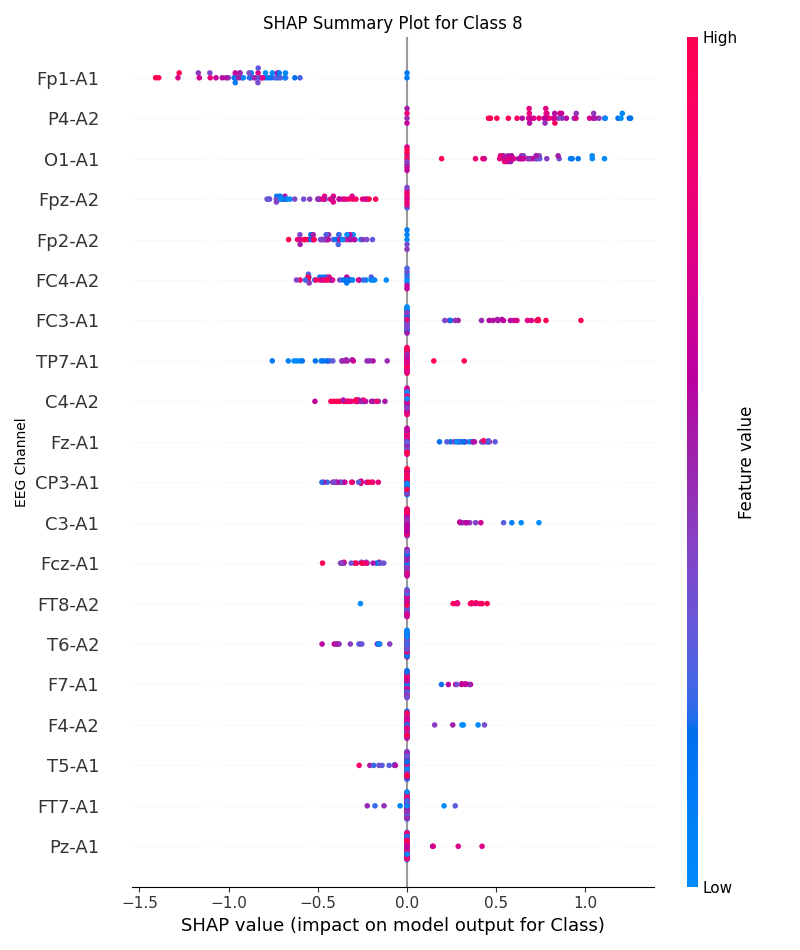 SHAP Summary Plot for Class 8
High
Fp1-A1
P4-A2
O1-A1
Fpz-A2
Fp2-A2
FC4-A2
FC3-A1
TP7-A1
C4-A2
Fz-A1
CP3-A1
C3-A1
Fcz-A1
FT8-A2
T6-A2
F7-A1
F4-A2
T5-A1
FT7-A1
Pz-A1
EEG Channel
Feature value
Low
−1.5 −1.0 −0.5 0.0 0.5 1.0
SHAP value (impact on model output for Class)